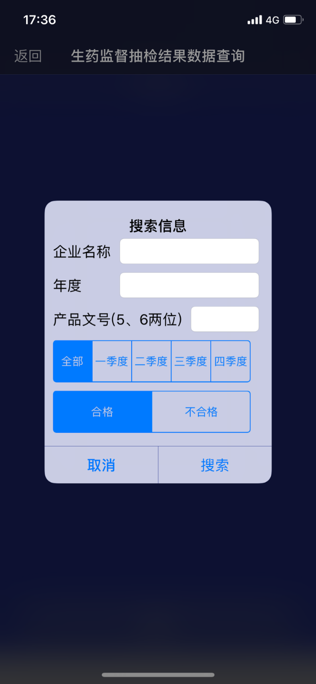 17:36 4G
返回 生药监督抽检结果数据查询
搜索信息
企业名称
年度
产品文号(5、6两位)
全部 一季度 二季度 三季度 四季度
合格 不合格
取消 搜索